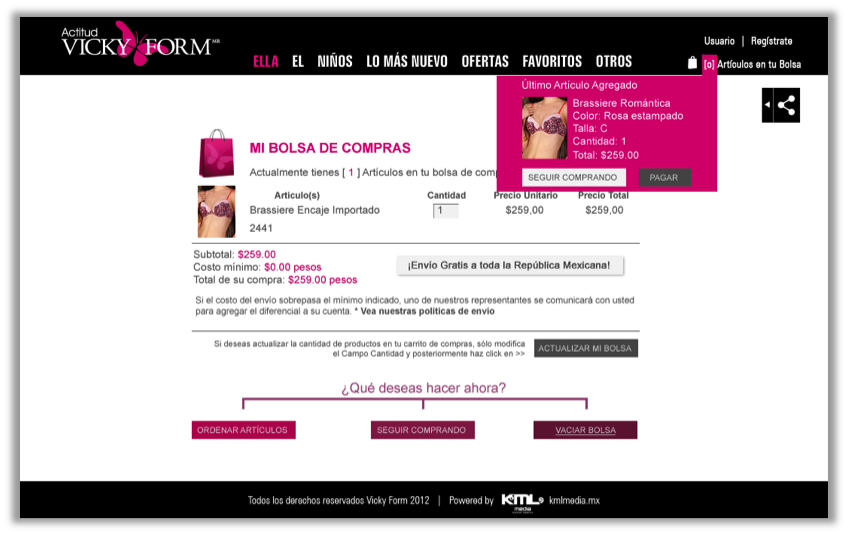 Actitud
VICKY FORM MR
Usuario | Regístrate
ELLA EL NIÑOS LO MÁS NUEVO OFERTAS FAVORITOS OTROS
[0] Artículos en tu Bolsa
Último Artículo Agregado
Brassiere Romántica
Color: Rosa estampado
Talla: C
Cantidad: 1
Total: $259.00
SEGUIR COMPRANDO PAGAR
MI BOLSA DE COMPRAS
Actualmente tienes [ 1 ] Articulos en tu bolsa de com
Articulo(s) Cantidad Precio Unitario Precio Total
Brassiere Encaje Importado 1 $259,00 $259,00
2441
Subtotal: $259.00
Costo mínimo: $0.00 pesos
Total de su compra: $259.00 pesos
¡Envío Gratis a toda la República Mexicana!
Si el costo del envío sobrepasa el mínimo indicado, uno de nuestros representantes se comunicará con usted
para agregar el diferencial a su cuenta. * Vea nuestras políticas de envío
Si deseas actualizar la cantidad de productos en tu carrito de compras, sólo modifica
el Campo Cantidad y posteriormente haz click en >>
ACTUALIZAR MI BOLSA
¿Qué deseas hacer ahora?
ORDENAR ARTÍCULOS SEGUIR COMPRANDO VACIAR BOLSA
Todos los derechos reservados Vicky Form 2012 | Powered by KML media kmlmedia.mx